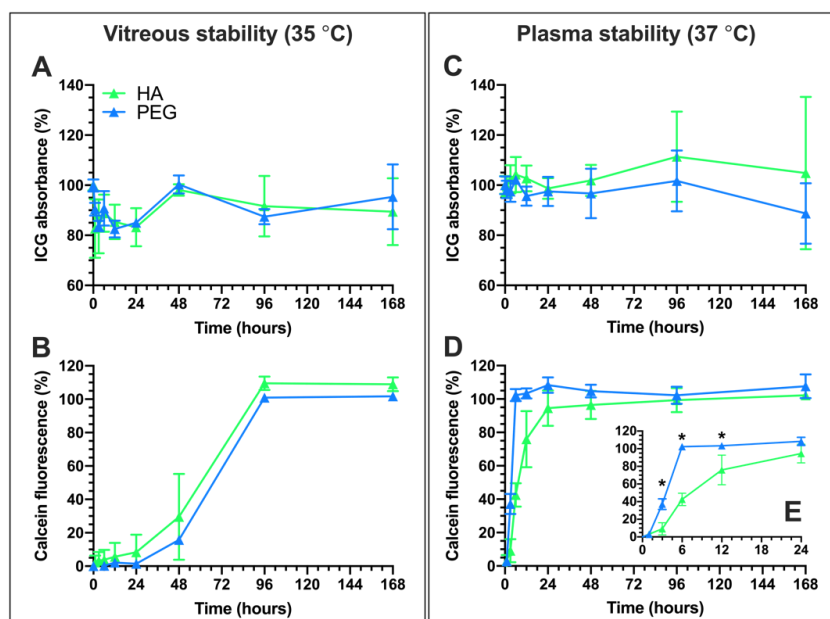 Vitreous stability (35 °C)
Plasma stability (37 °C)
A
HA
PEG
ICG absorbance (%)
140
120
100
80
60
0 24 48 72 96 120 144 168
Time (hours)
C
ICG absorbance (%)
140
120
100
80
60
0 24 48 72 96 120 144 168
Time (hours)
B
Calcein fluorescence (%)
120
100
80
60
40
20
0
0 24 48 72 96 120 144 168
Time (hours)
D
Calcein fluorescence (%)
120
100
80
60
40
20
0
0 24 48 72 96 120 144 168
Time (hours)
120
100
80
60
40
20
0
* * *
E
0 6 12 18 24